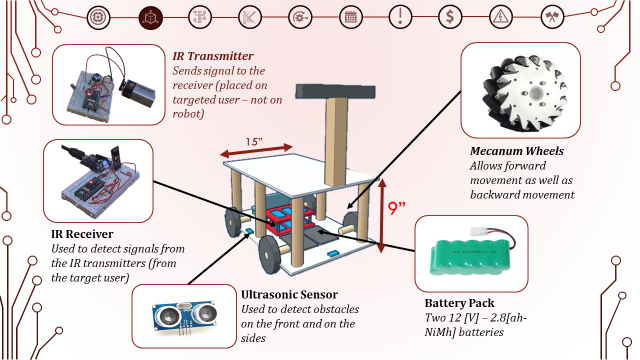 IR Transmitter
Sends signal to the
receiver (placed on
targeted user – not on
robot)
15”
Mecanum Wheels
Allows forward
movement as well as
backward movement
9”
IR Receiver
Used to detect signals from
the IR transmitters (from
the target user)
Ultrasonic Sensor
Used to detect obstacles
on the front and on the
sides
Battery Pack
Two 12 [V] – 2.8[ah-
NiMh] batteries